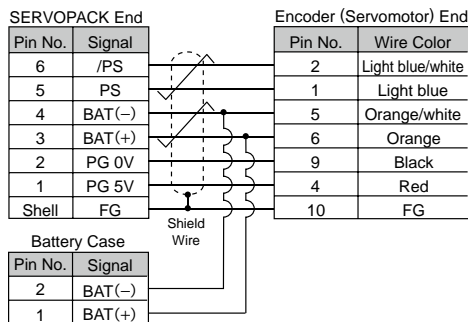 SERVOPACK End
Encoder (Servomotor) End
Pin No. Signal
Pin No. Wire Color
6 /PS
2 Light blue/white
5 PS
1 Light blue
4 BAT(−)
5 Orange/white
3 BAT(+)
6 Orange
2 PG 0V
9 Black
1 PG 5V
4 Red
Shell FG
10 FG
Shield
Wire
Battery Case
Pin No. Signal
2 BAT(−)
1 BAT(+)